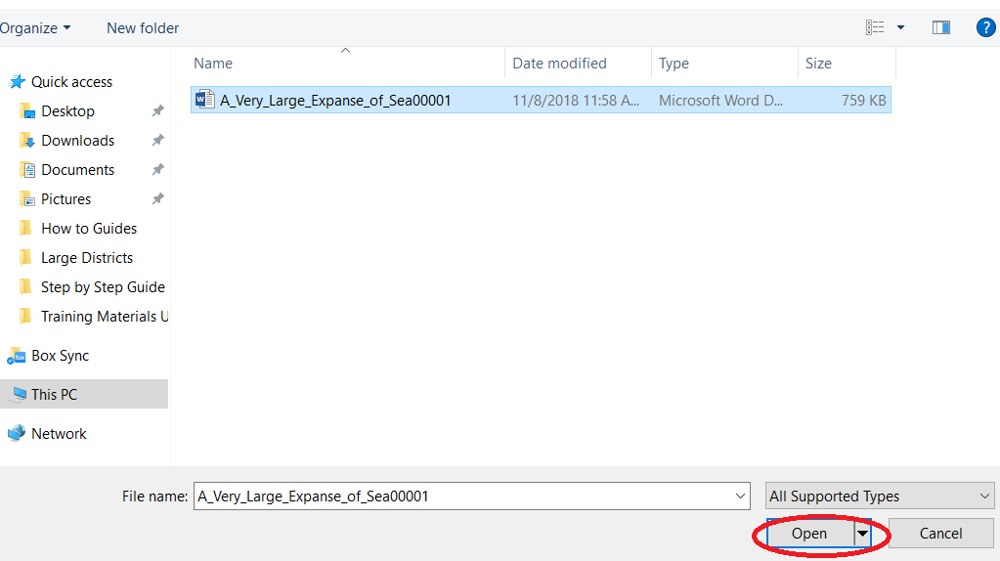 Organize New folder ?
Name Date modified Type Size
A_Very_Large_Expanse_of_Sea00001 11/8/2018 11:58 A... Microsoft Word D... 759 KB
Quick access
Desktop
Downloads
Documents
Pictures
How to Guides
Large Districts
Step by Step Guide
Training Materials U
Box Sync
This PC
Network
File name: A_Very_Large_Expanse_of_Sea00001 All Supported Types
Open Cancel